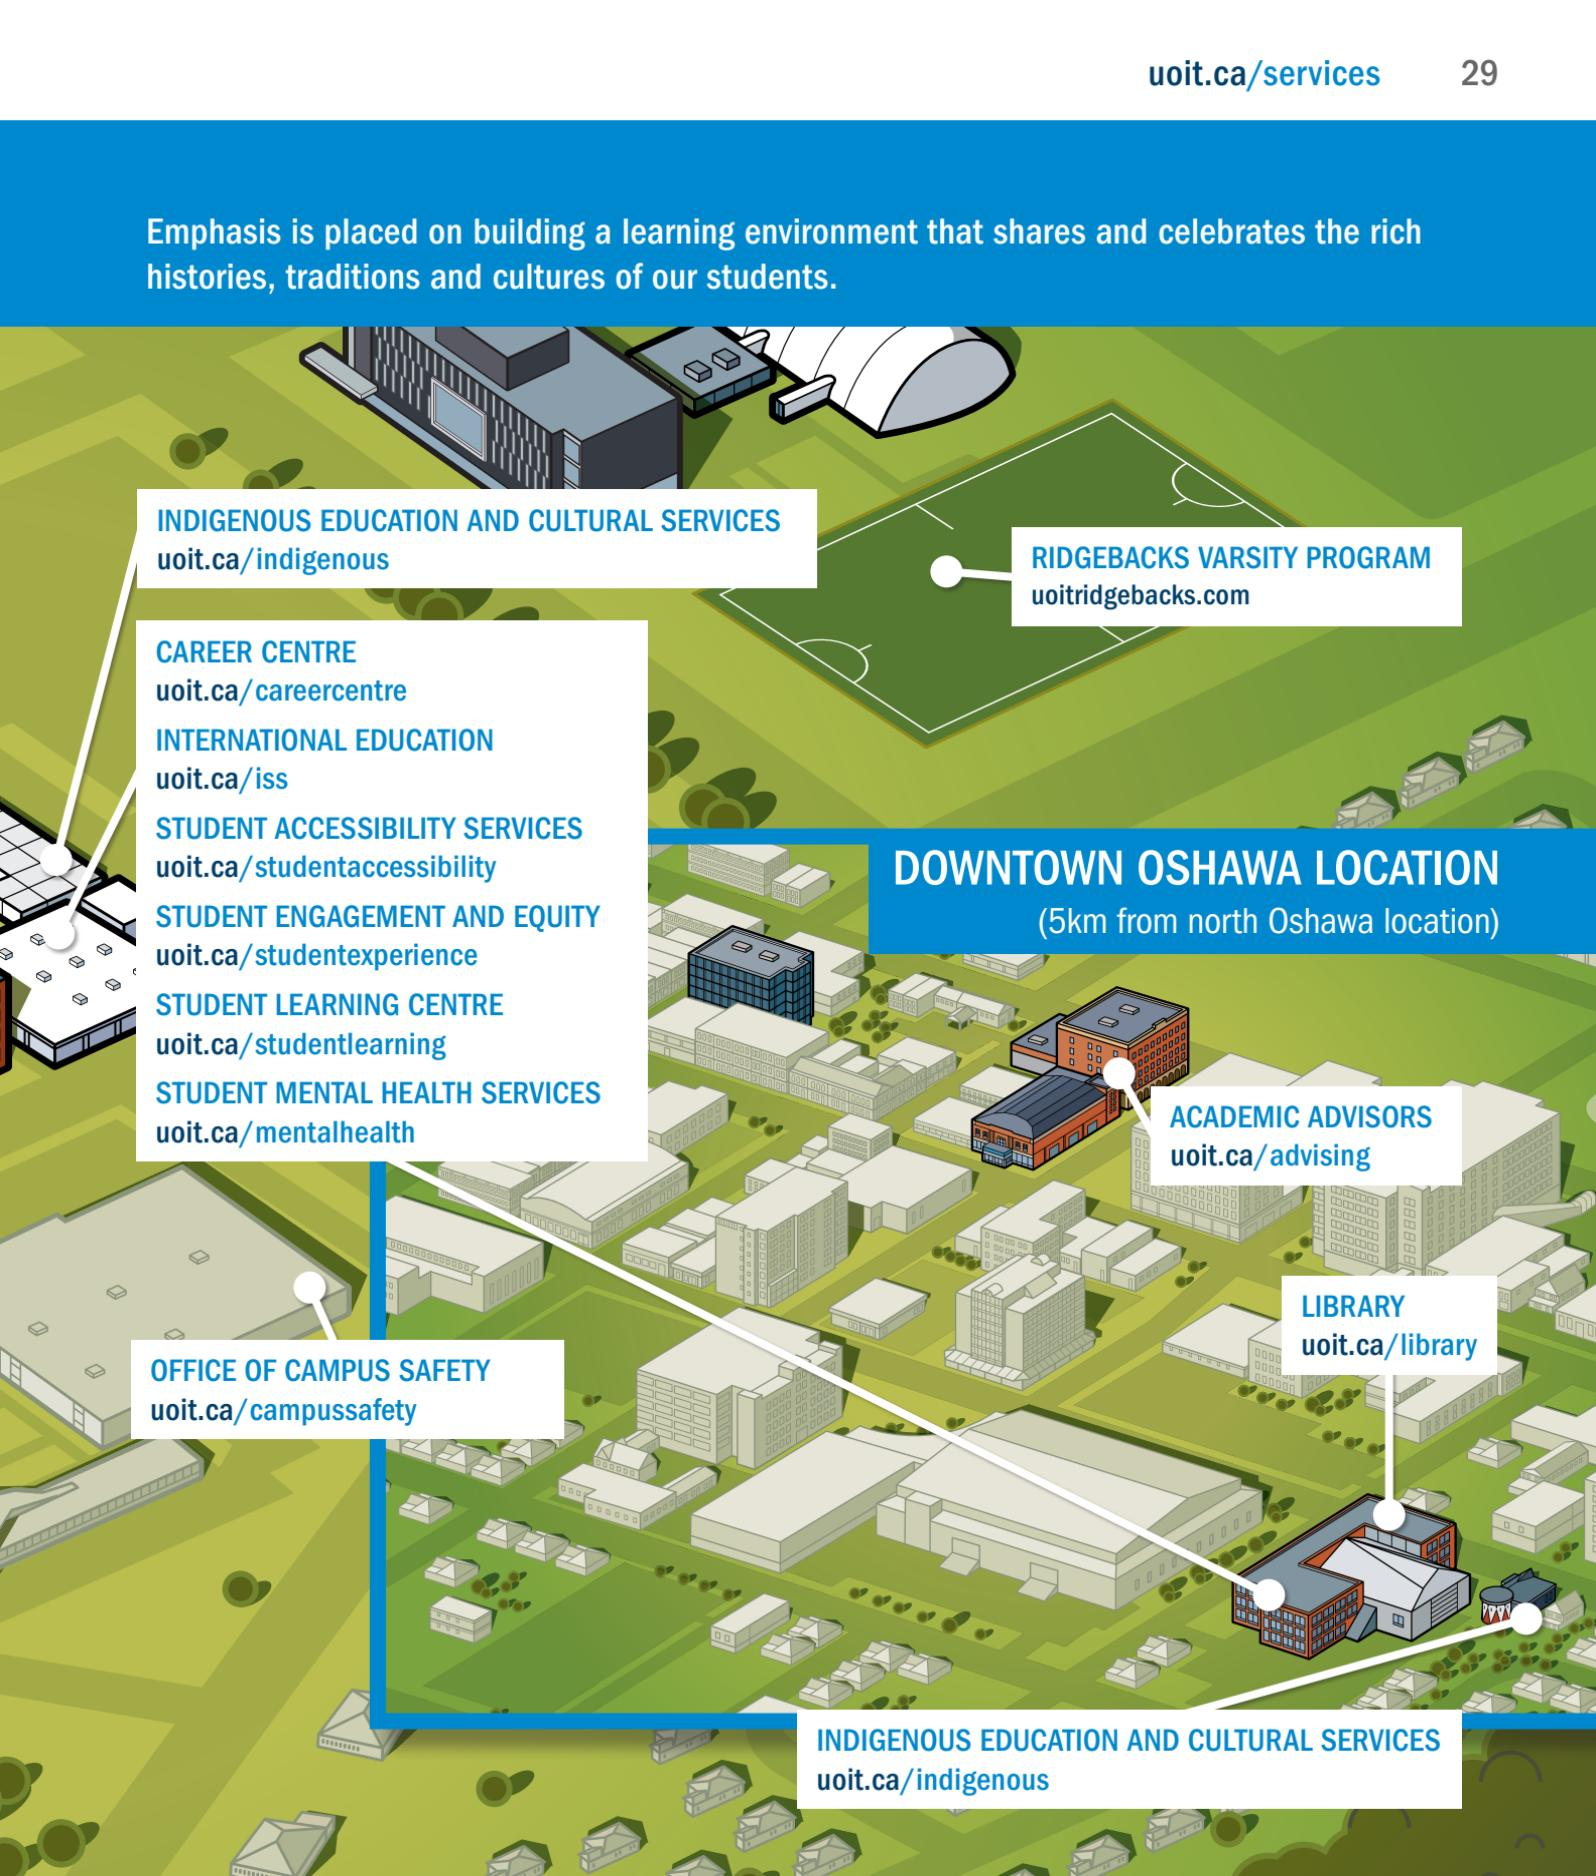 uoit.ca/services 29
Emphasis is placed on building a learning environment that shares and celebrates the rich
histories, traditions and cultures of our students.
INDIGENOUS EDUCATION AND CULTURAL SERVICES
uoit.ca/indigenous
RIDGEBACKS VARSITY PROGRAM
uoitridgebacks.com
CAREER CENTRE
uoit.ca/careercentre
INTERNATIONAL EDUCATION
uoit.ca/iss
STUDENT ACCESSIBILITY SERVICES
uoit.ca/studentaccessibility
STUDENT ENGAGEMENT AND EQUITY
uoit.ca/studentexperience
STUDENT LEARNING CENTRE
uoit.ca/studentlearning
STUDENT MENTAL HEALTH SERVICES
uoit.ca/mentalhealth
DOWNTOWN OSHAWA LOCATION
(5km from north Oshawa location)
ACADEMIC ADVISORS
uoit.ca/advising
LIBRARY
uoit.ca/library
OFFICE OF CAMPUS SAFETY
uoit.ca/campussafety
INDIGENOUS EDUCATION AND CULTURAL SERVICES
uoit.ca/indigenous